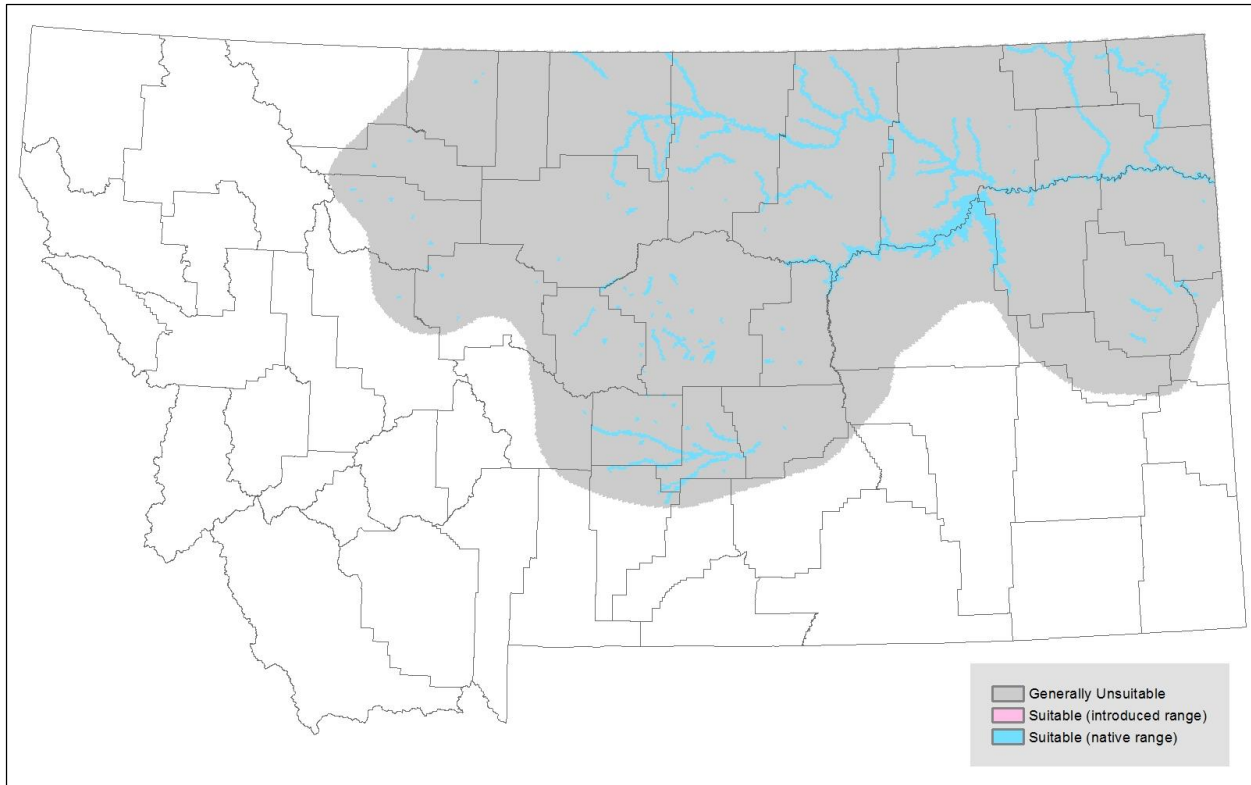 Generally Unsuitable
Suitable (introduced range)
Suitable (native range)